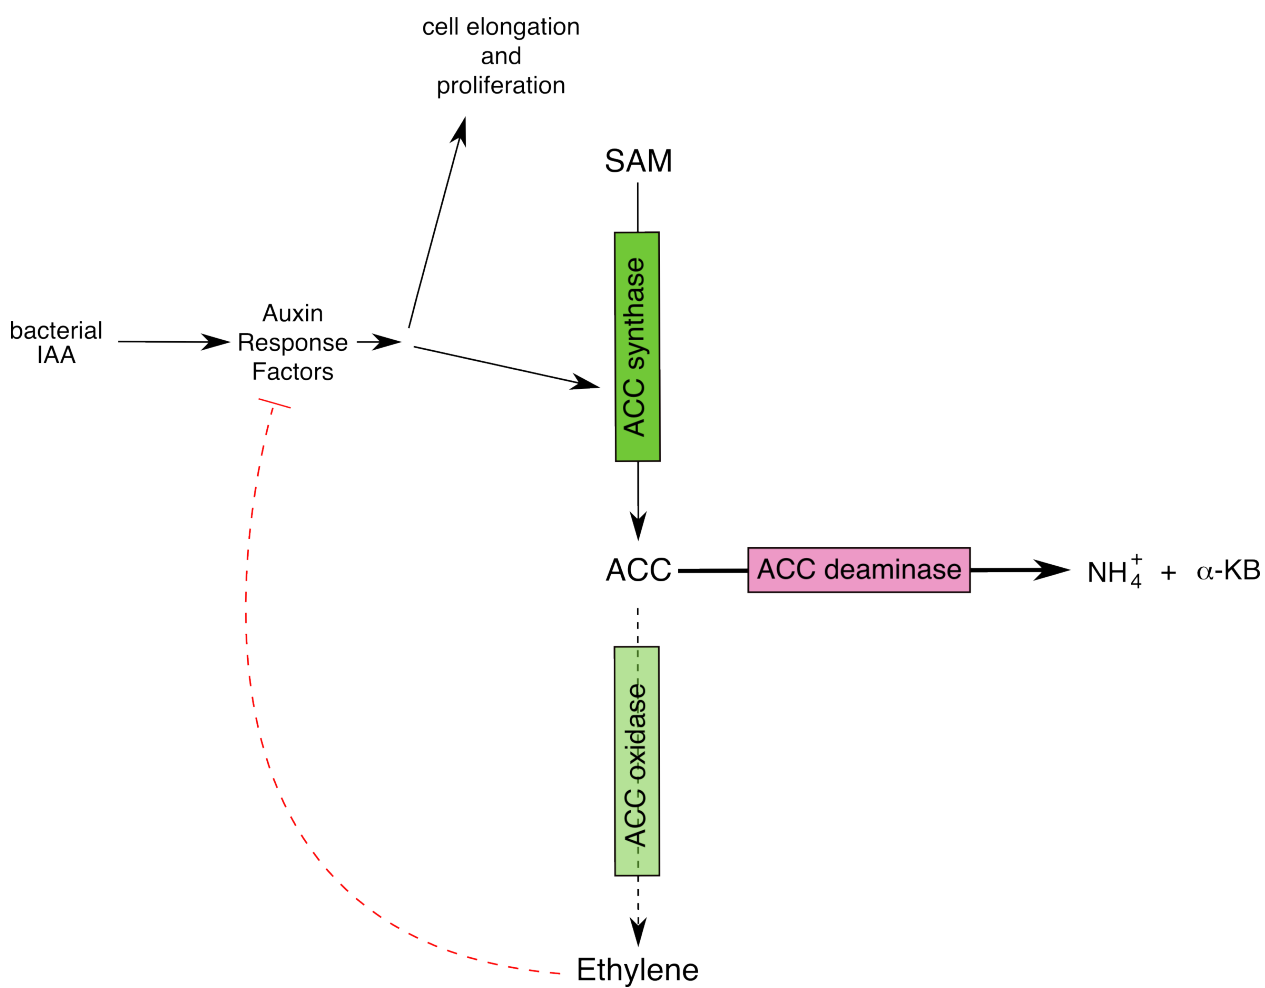 cell elongation
and
proliferation
SAM
ACC synthase
Auxin
Response
Factors
bacterial
IAA
ACC
ACC deaminase
NH₄⁺ + α-KB
ACC oxidase
Ethylene